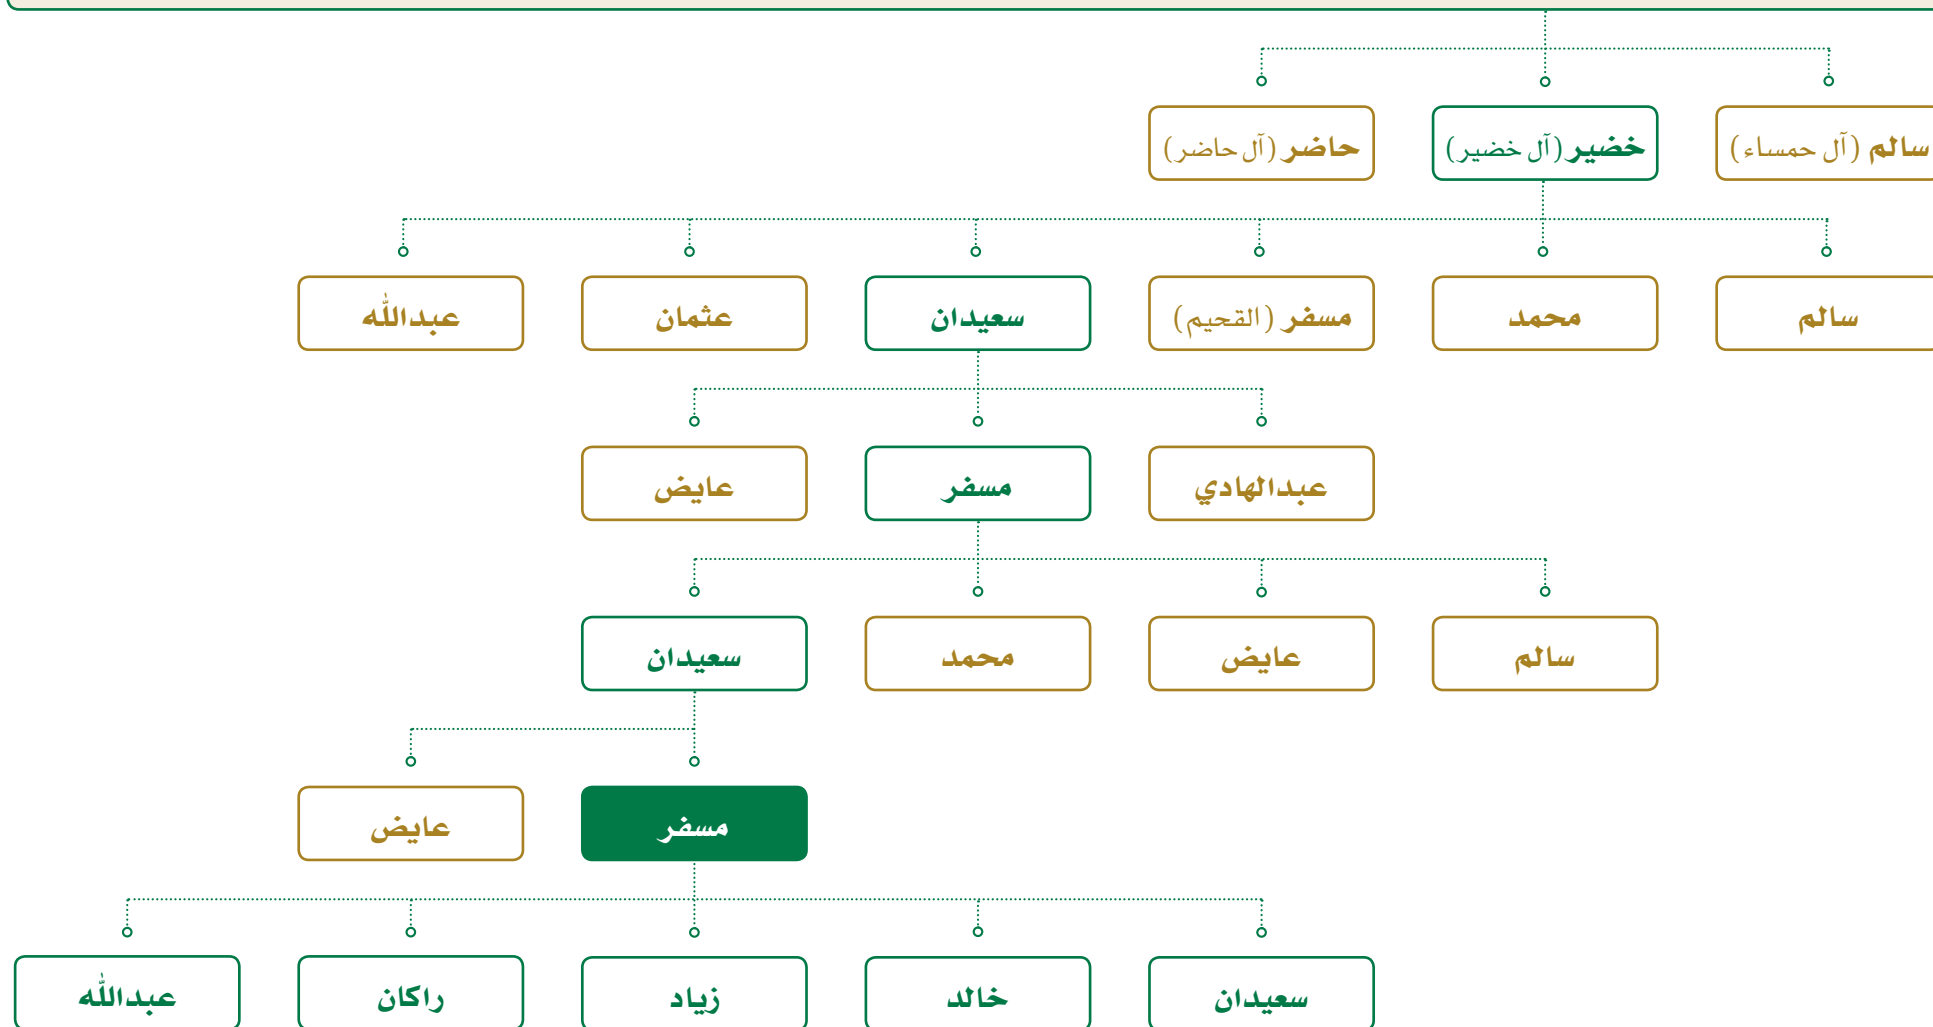 سالم (آل حمساء)
خضير (آل خضير)
حاضر (آل حاضر)
سالم
محمد
مسفر (القحيم)
سعيدان
عثمان
عبدالله
عبدالهادي
مسفر
عايض
سالم
عايض
محمد
سعيدان
مسفر
عايض
سعيدان
خالد
زياد
راكان
عبدالله